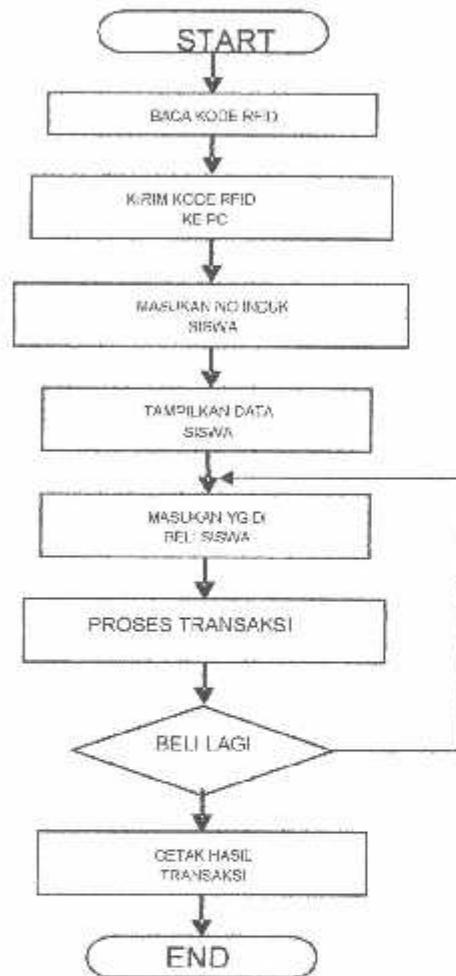 START
BACA KODE RFID
KIRIM KODE RFID
KE PC
MASUKAN NO INDUK
SISWA
TAMPILKAN DATA
SISWA
MASUKAN YG DI
BELI SISWA
PROSES TRANSAKSI
BELI LAGI
CETAK HASIL
TRANSAKSI
END